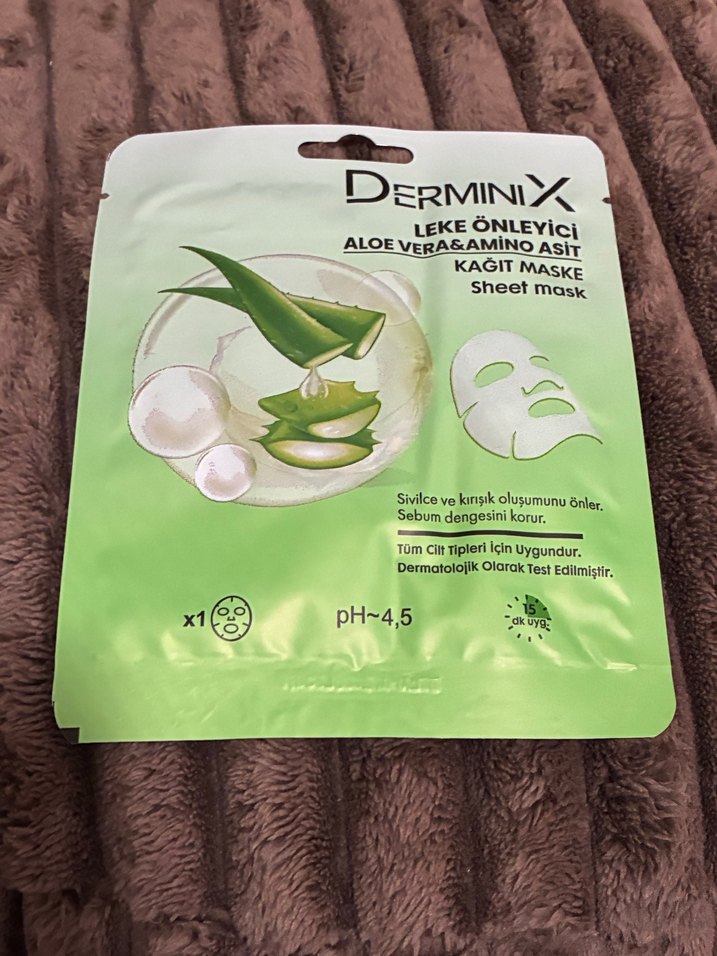 DERMINIX
LEKE ÖNLEYİCİ
ALOE VERA&AMİNO ASİT
KAĞIT MASKE
Sheet mask
Sivilce ve kırışık oluşumunu önler.
Sebum dengesini korur.
Tüm Cilt Tipleri İçin Uygundur.
Dermatolojik Olarak Test Edilmiştir.
x1
pH~4,5
15
dk uyg.